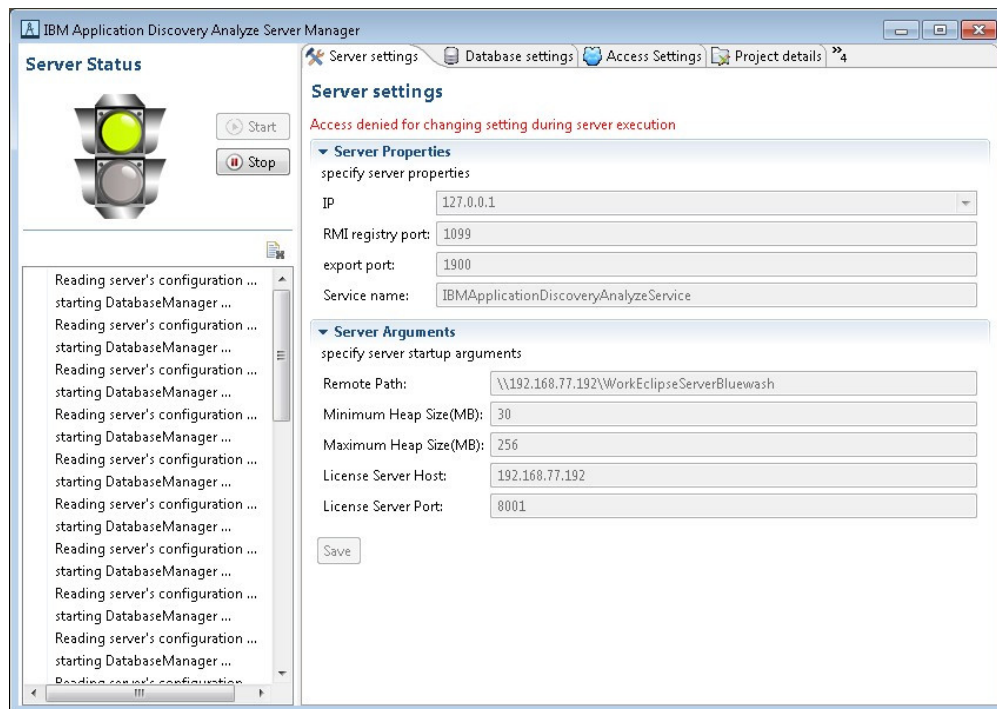 IBM Application Discovery Analyze Server Manager
Server Status
Start
Stop
Reading server's configuration ...
starting DatabaseManager ...
Reading server's configuration ...
starting DatabaseManager ...
Reading server's configuration ...
starting DatabaseManager ...
Reading server's configuration ...
starting DatabaseManager ...
Reading server's configuration ...
starting DatabaseManager ...
Reading server's configuration ...
starting DatabaseManager ...
Reading server's configuration ...
starting DatabaseManager ...
Reading server's configuration ...
starting DatabaseManager ...
Reading server's configuration ...
starting DatabaseManager ...
Reading server's configuration
Server settings Database settings Access Settings Project details »4
Server settings
Access denied for changing setting during server execution
Server Properties
specify server properties
IP 127.0.0.1
RMI registry port: 1099
export port: 1900
Service name: IBMApplicationDiscoveryAnalyzeService
Server Arguments
specify server startup arguments
Remote Path: \\192.168.77.192\WorkEclipseServerBluewash
Minimum Heap Size(MB): 30
Maximum Heap Size(MB): 256
License Server Host: 192.168.77.192
License Server Port: 8001
Save